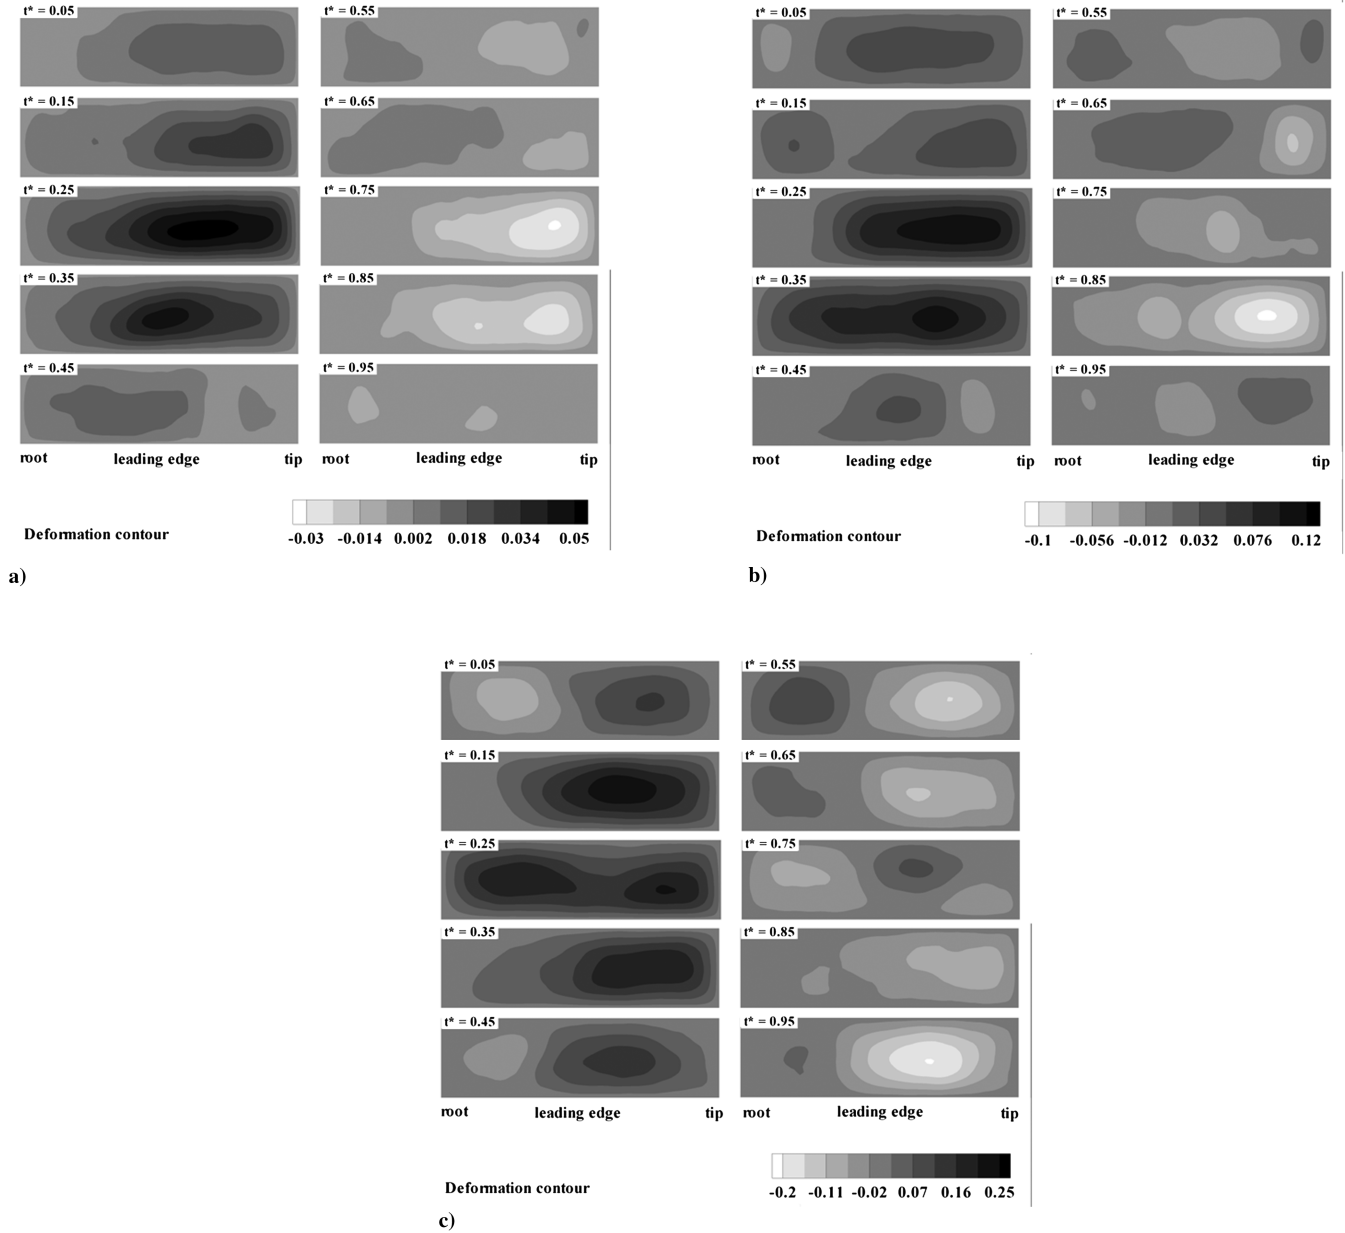 t* = 0.05
t* = 0.55
t* = 0.15
t* = 0.65
t* = 0.25
t* = 0.75
t* = 0.35
t* = 0.85
t* = 0.45
t* = 0.95
root leading edge tip
root leading edge tip
Deformation contour
-0.03 -0.014 0.002 0.018 0.034 0.05
a)
t* = 0.05
t* = 0.55
t* = 0.15
t* = 0.65
t* = 0.25
t* = 0.75
t* = 0.35
t* = 0.85
t* = 0.45
t* = 0.95
root leading edge tip
root leading edge tip
Deformation contour
-0.1 -0.056 -0.012 0.032 0.076 0.12
b)
t* = 0.05
t* = 0.55
t* = 0.15
t* = 0.65
t* = 0.25
t* = 0.75
t* = 0.35
t* = 0.85
t* = 0.45
t* = 0.95
root leading edge tip
root leading edge tip
Deformation contour
-0.2 -0.11 -0.02 0.07 0.16 0.25
c)